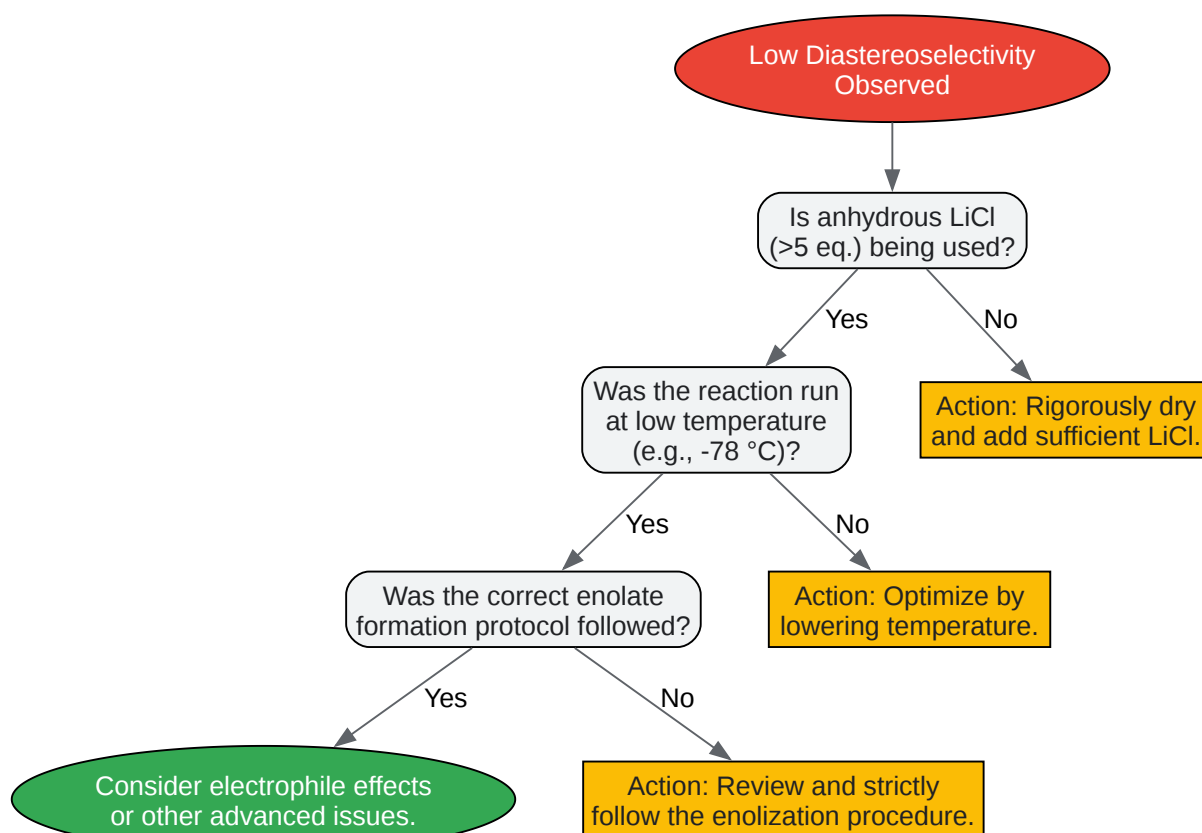 Low Diastereoselectivity
Observed
Is anhydrous LiCl
(>5 eq.) being used?
Yes
No
Was the reaction run
at low temperature
(e.g., -78 °C)?
Action: Rigorously dry
and add sufficient LiCl.
Yes
No
Was the correct enolate
formation protocol followed?
Action: Optimize by
lowering temperature.
Yes
No
Consider electrophile effects
or other advanced issues.
Action: Review and strictly
follow the enolization procedure.